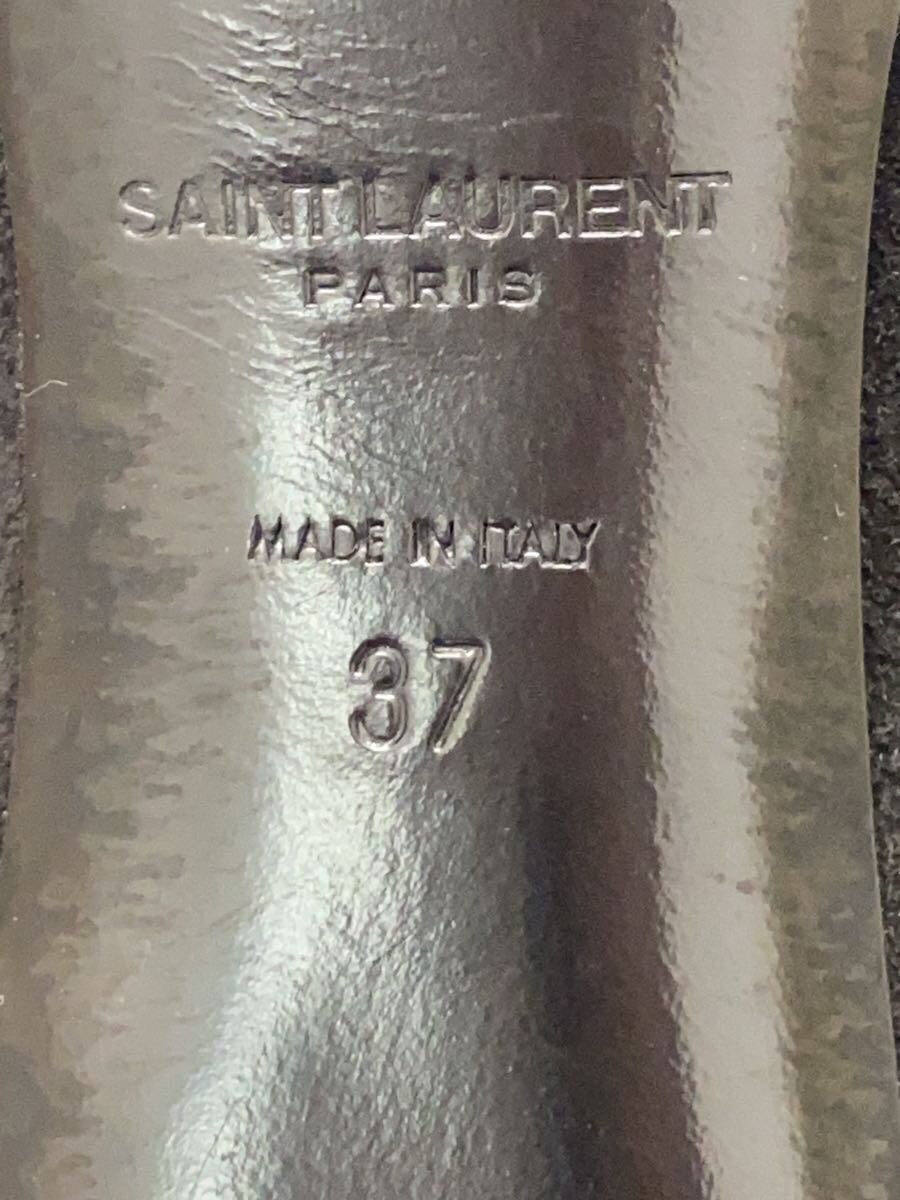 SAINT LAURENT
PARIS
MADE IN ITALY
37